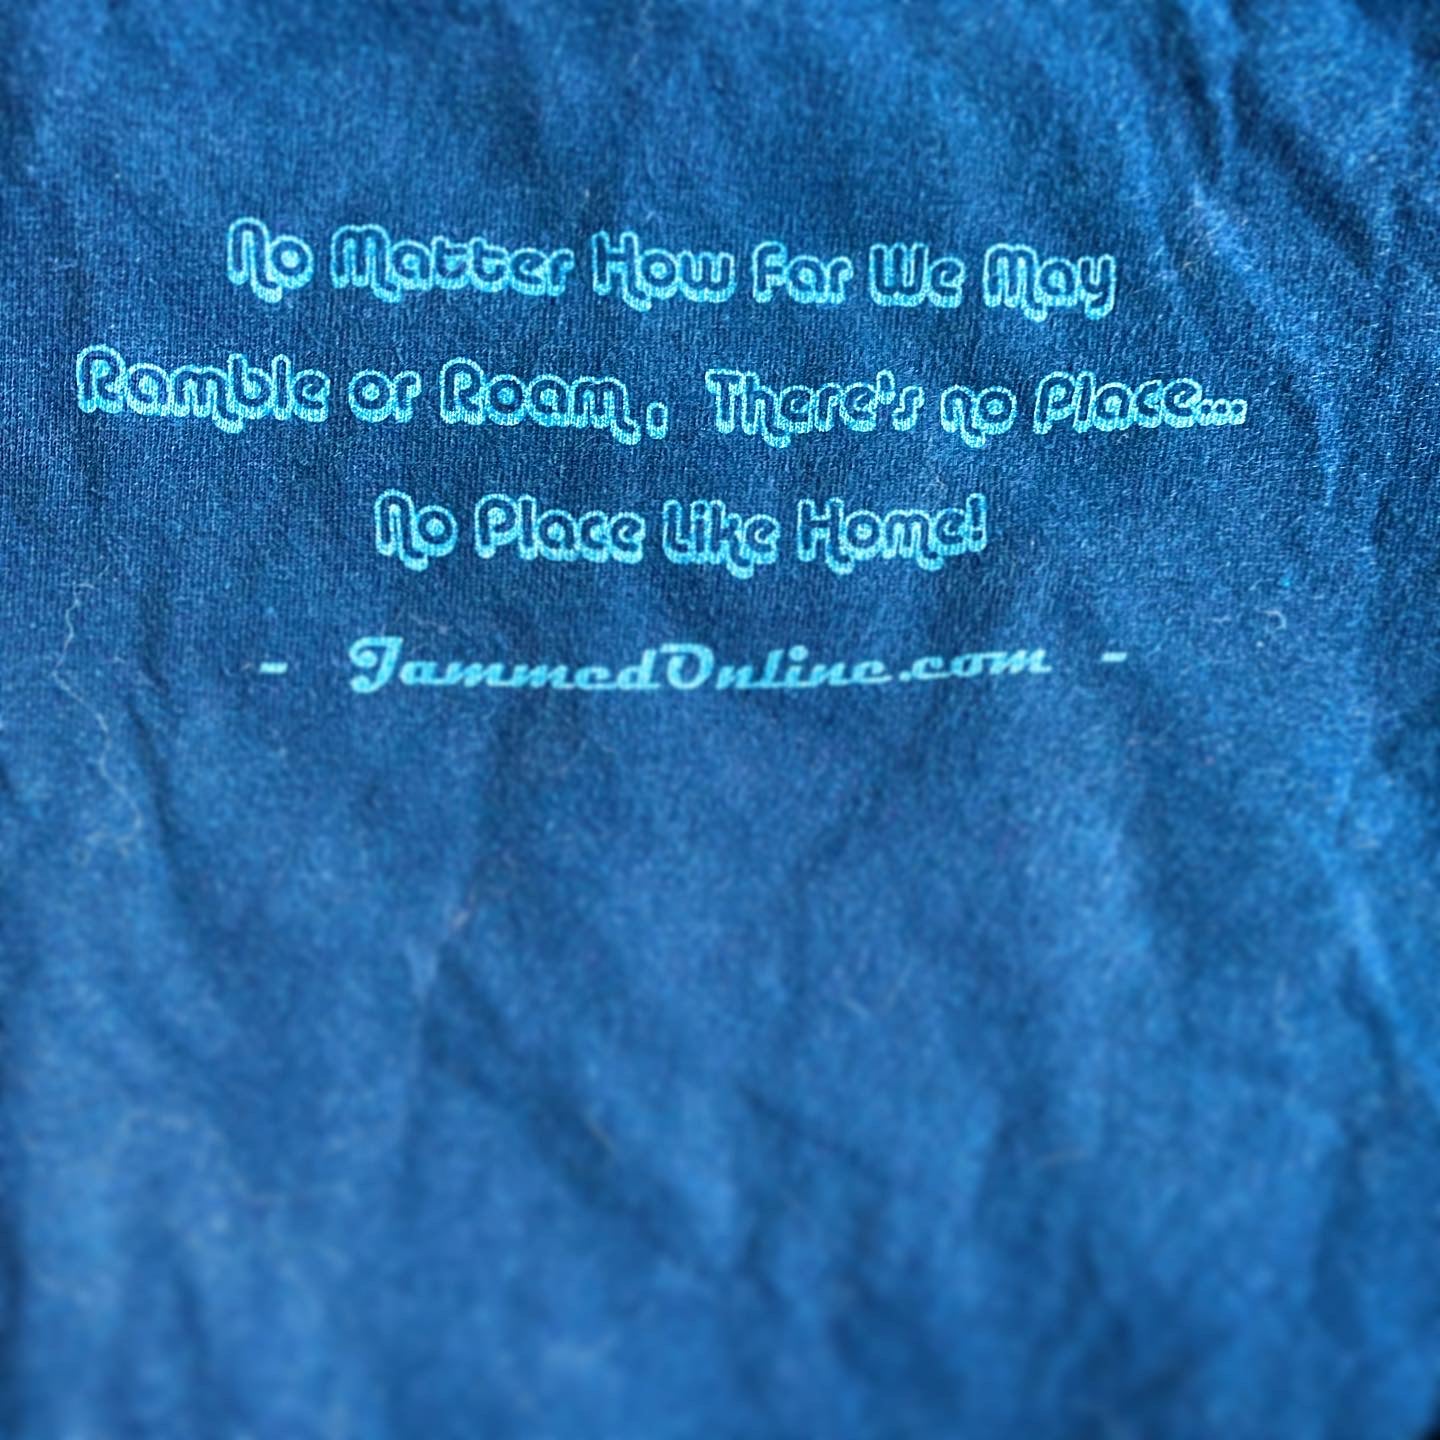 No Matter How Far We May
Ramble or Roam, There's no Place...
No Place Like Home!
- JammedOnline.com -